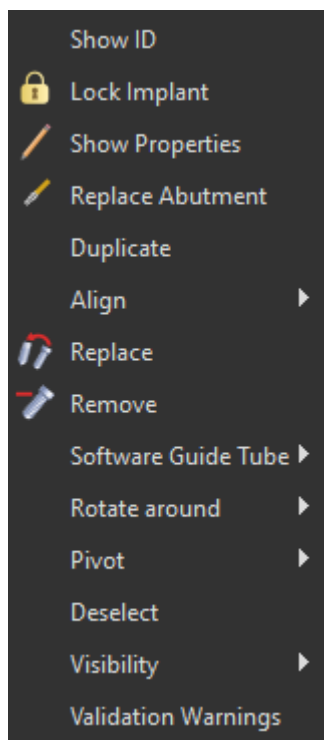 Show ID
Lock Implant
Show Properties
Replace Abutment
Duplicate
Align
Replace
Remove
Software Guide Tube
Rotate around
Pivot
Deselect
Visibility
Validation Warnings